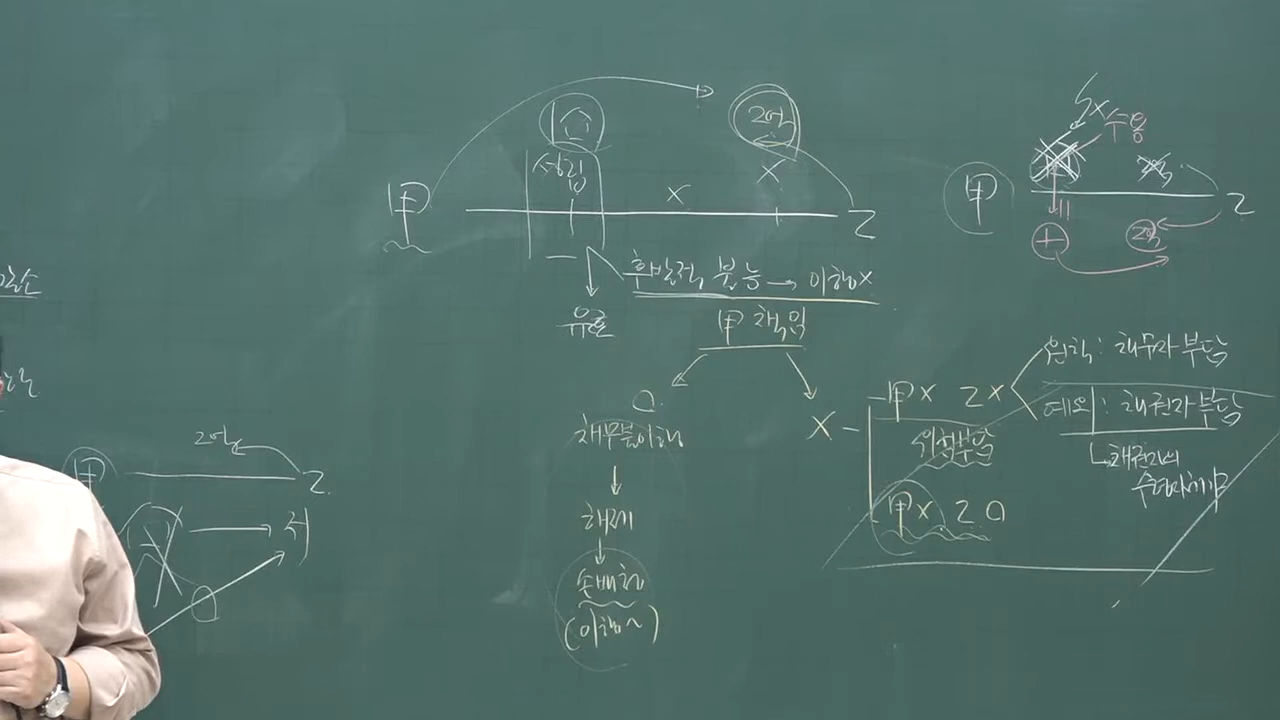 甲
성립
2억
X
X
乙
유효
후발적 불능 → 이행X
甲 책임
O
채무불이행
해제
손배청
(이행~)
X
甲X 乙X
위험부담
원칙: 채무자 부담
예외: 채권자 부담
채권자의
수령지체中
甲X 乙O
甲
X
수용
2억
乙
2억
甲
乙